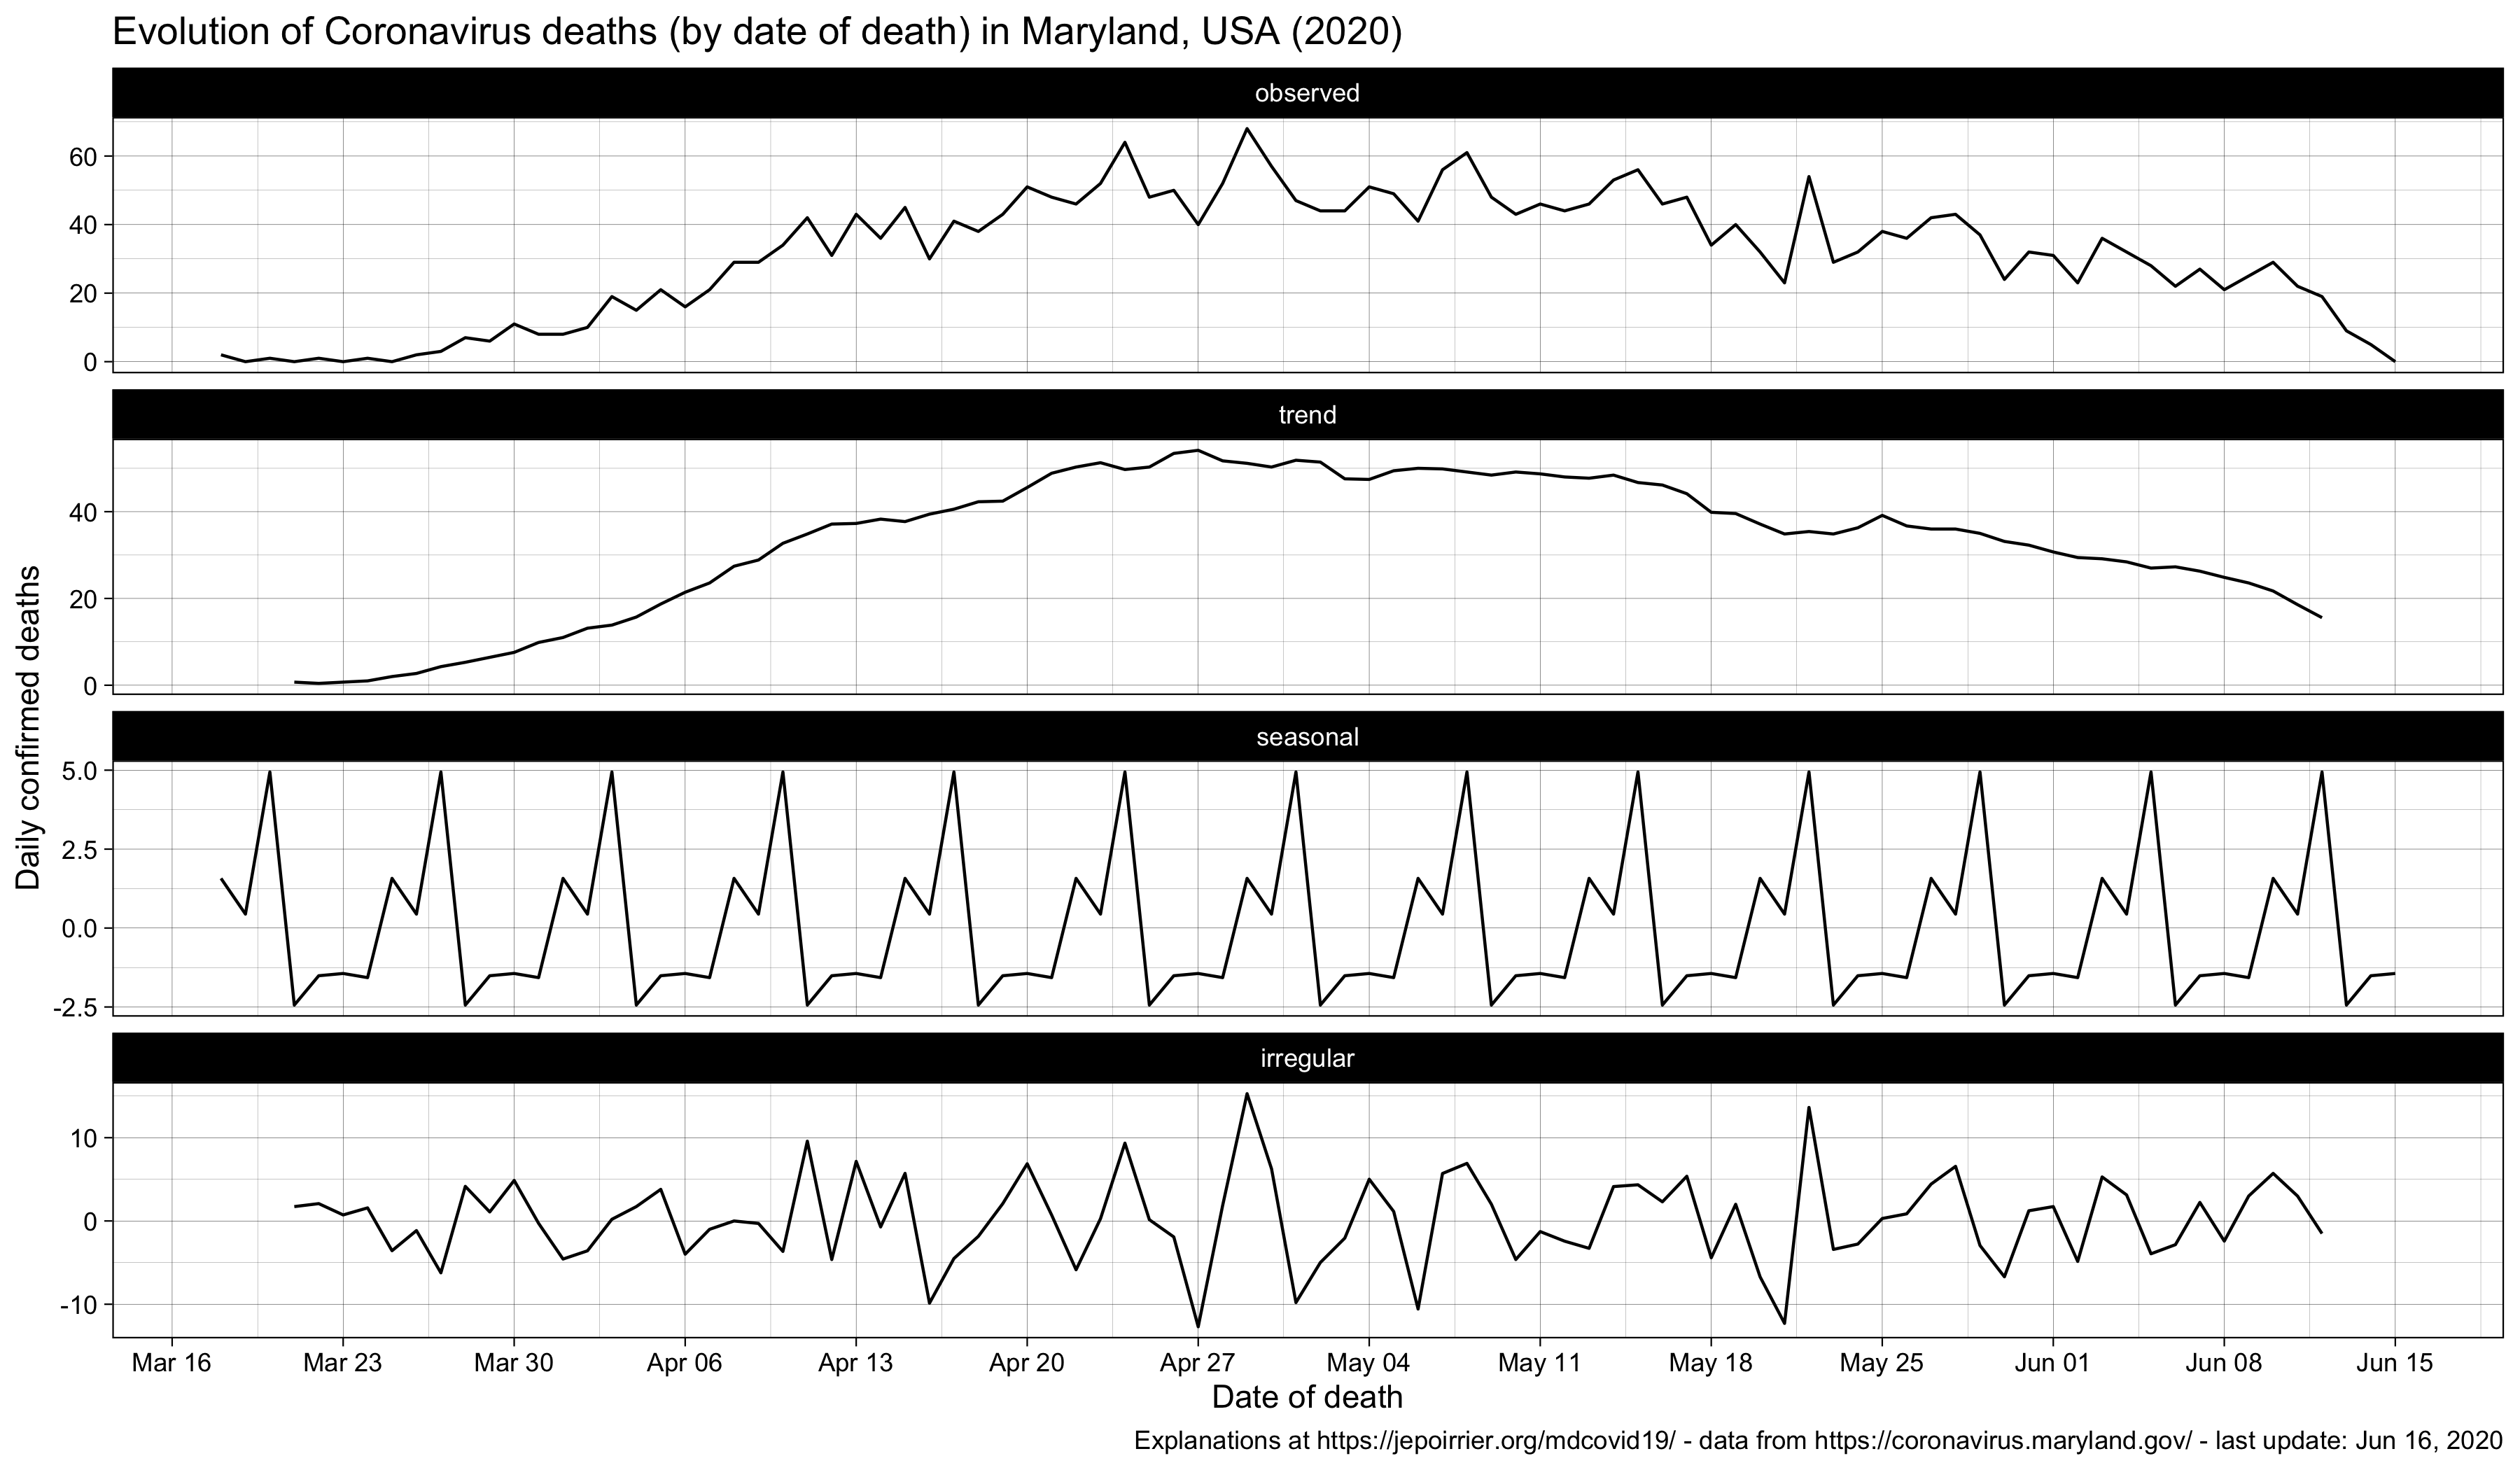 Evolution of Coronavirus deaths (by date of death) in Maryland, USA (2020)
observed
60
40
20
0
trend
40
20
0
seasonal
5.0
2.5
0.0
-2.5
irregular
10
0
-10
Daily confirmed deaths
Mar 16 Mar 23 Mar 30 Apr 06 Apr 13 Apr 20 Apr 27 May 04 May 11 May 18 May 25 Jun 01 Jun 08 Jun 15
Date of death
Explanations at https://jepoirrier.org/mdcovid19/ - data from https://coronavirus.maryland.gov/ - last update: Jun 16, 2020